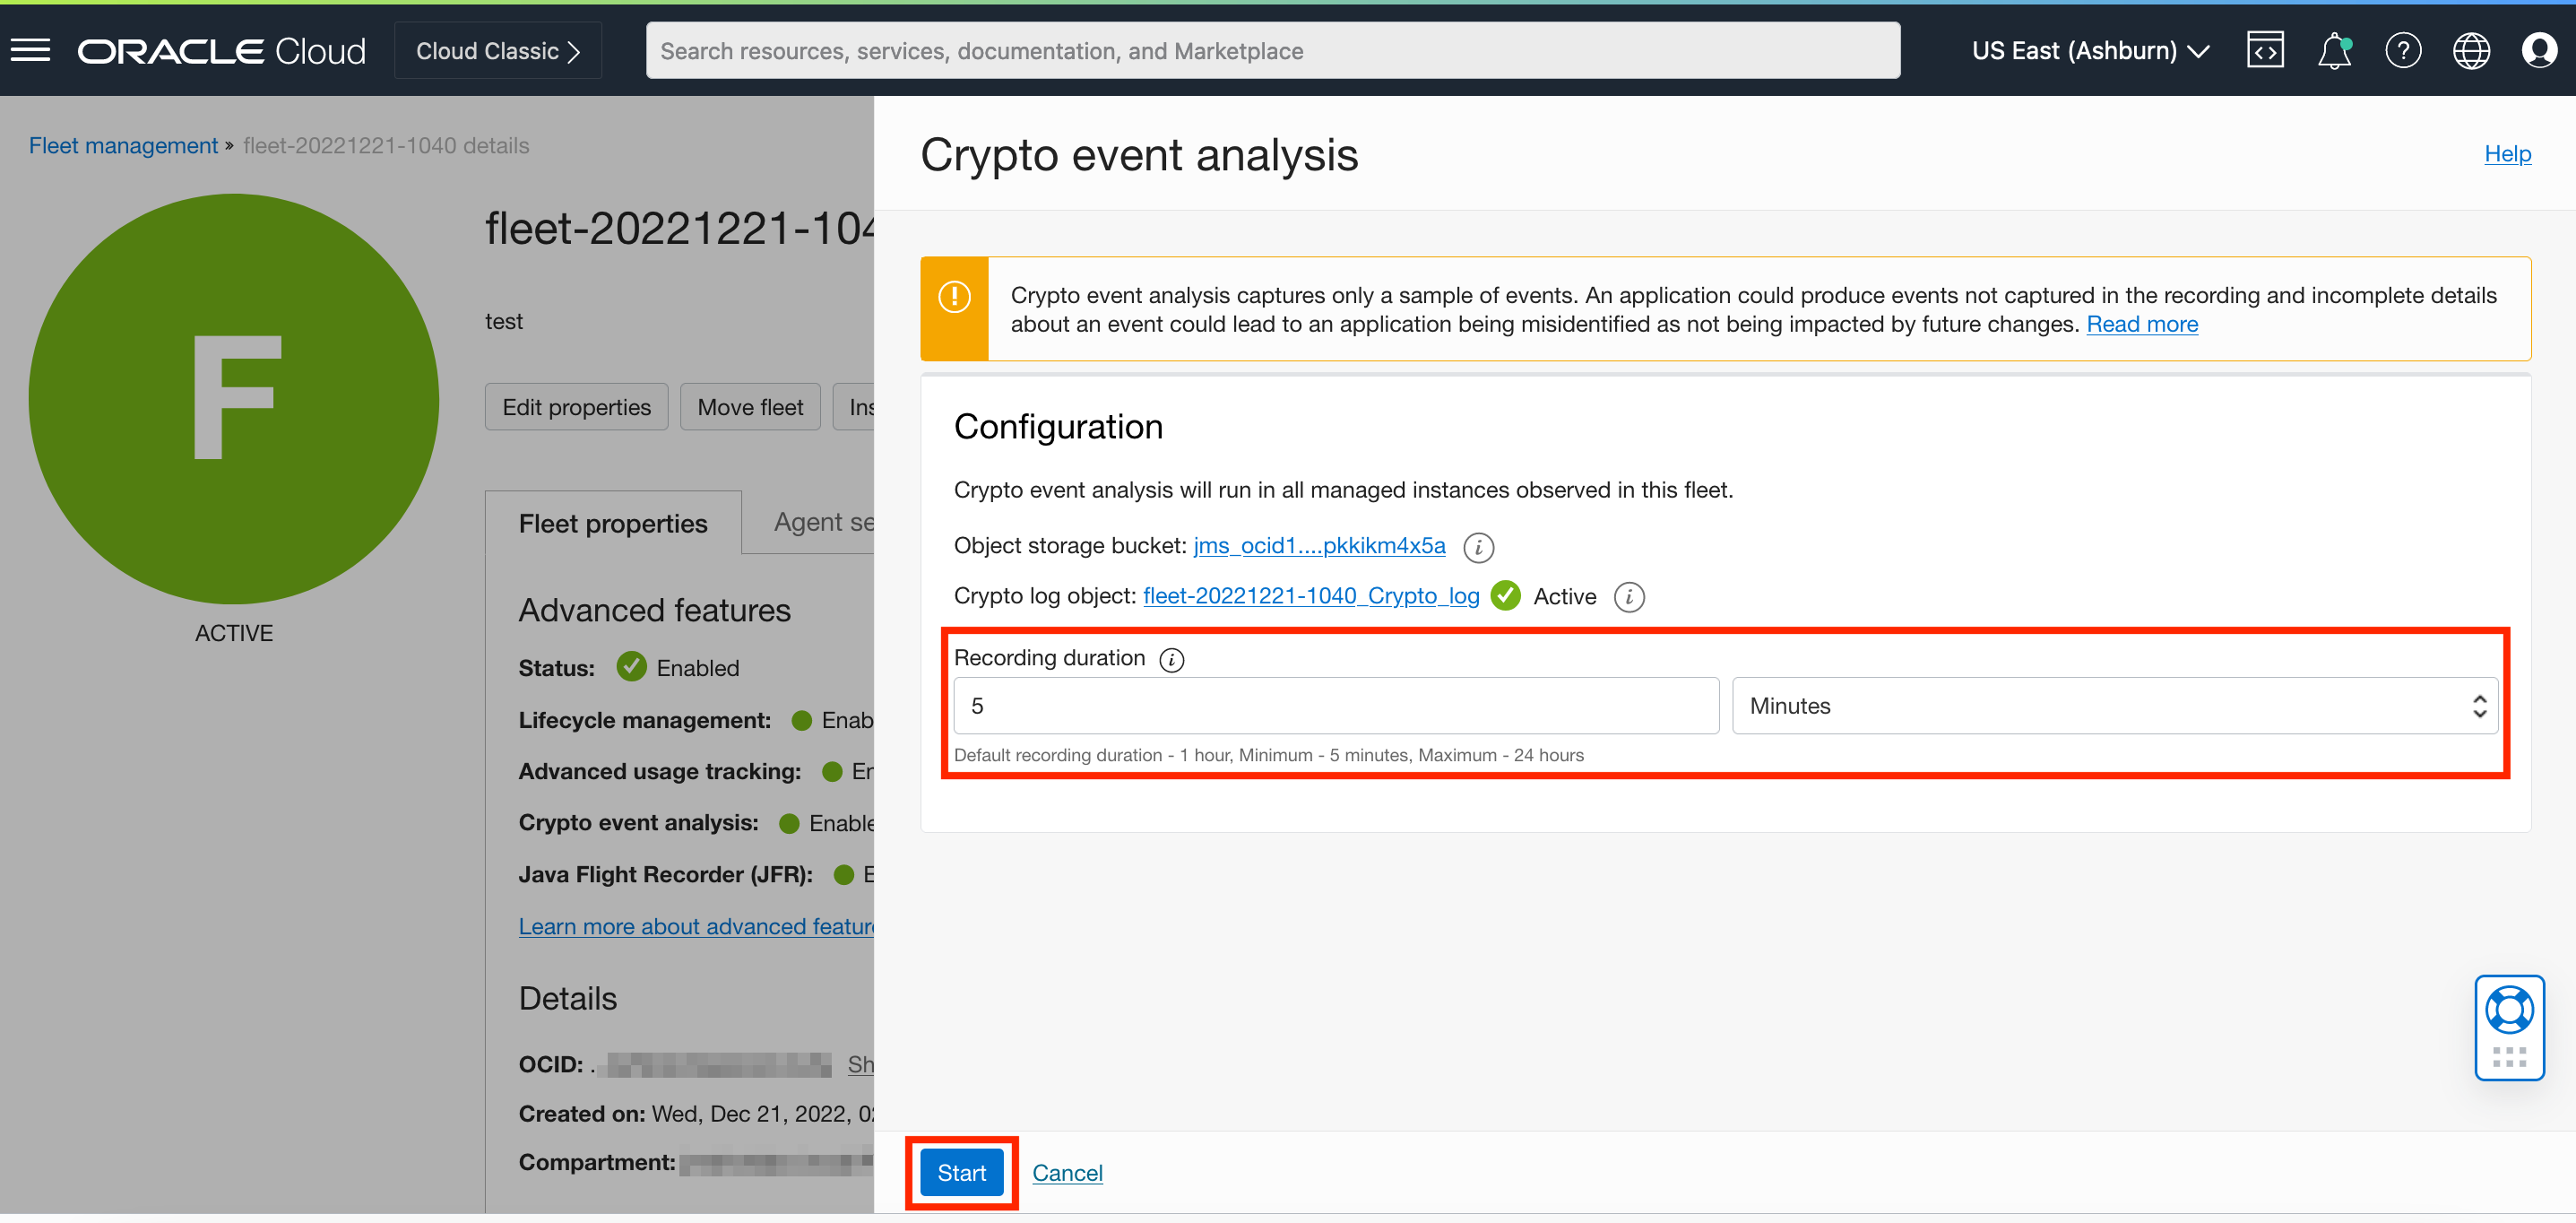 ORACLE Cloud
Cloud Classic
Search resources, services, documentation, and Marketplace
US East (Ashburn)
Fleet management » fleet-20221221-1040 details
F
ACTIVE
fleet-20221221-104
test
Edit properties
Move fleet
Ins
Fleet properties
Agent se
Advanced features
Status: Enabled
Lifecycle management: Enab
Advanced usage tracking: En
Crypto event analysis: Enable
Java Flight Recorder (JFR): E
Learn more about advanced feature
Details
OCID: . Sh
Created on: Wed, Dec 21, 2022, 02
Compartment:
Crypto event analysis
Help
Crypto event analysis captures only a sample of events. An application could produce events not captured in the recording and incomplete details
about an event could lead to an application being misidentified as not being impacted by future changes. Read more
Configuration
Crypto event analysis will run in all managed instances observed in this fleet.
Object storage bucket: jms_ocid1....pkkikm4x5a
Crypto log object: fleet-20221221-1040_Crypto_log Active
Recording duration
5
Minutes
Default recording duration - 1 hour, Minimum - 5 minutes, Maximum - 24 hours
Start
Cancel